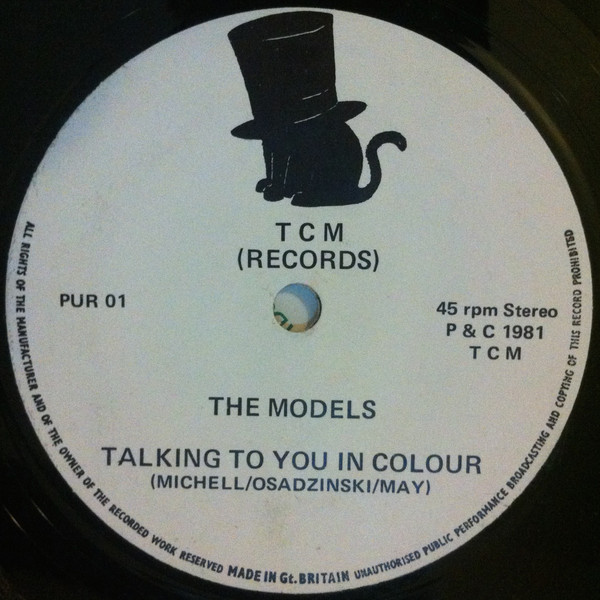 T C M
(RECORDS)
PUR 01
45 rpm Stereo
P & C 1981
T C M
THE MODELS
TALKING TO YOU IN COLOUR
(MICHELL/OSADZINSKI/MAY)
ALL RIGHTS OF THE MANUFACTURER AND OF THE OWNER OF THE RECORDED WORK RESERVED MADE IN Gt. BRITAIN UNAUTHORISED PUBLIC PERFORMANCE BROADCASTING AND COPYING OF THIS RECORD PROHIBITED